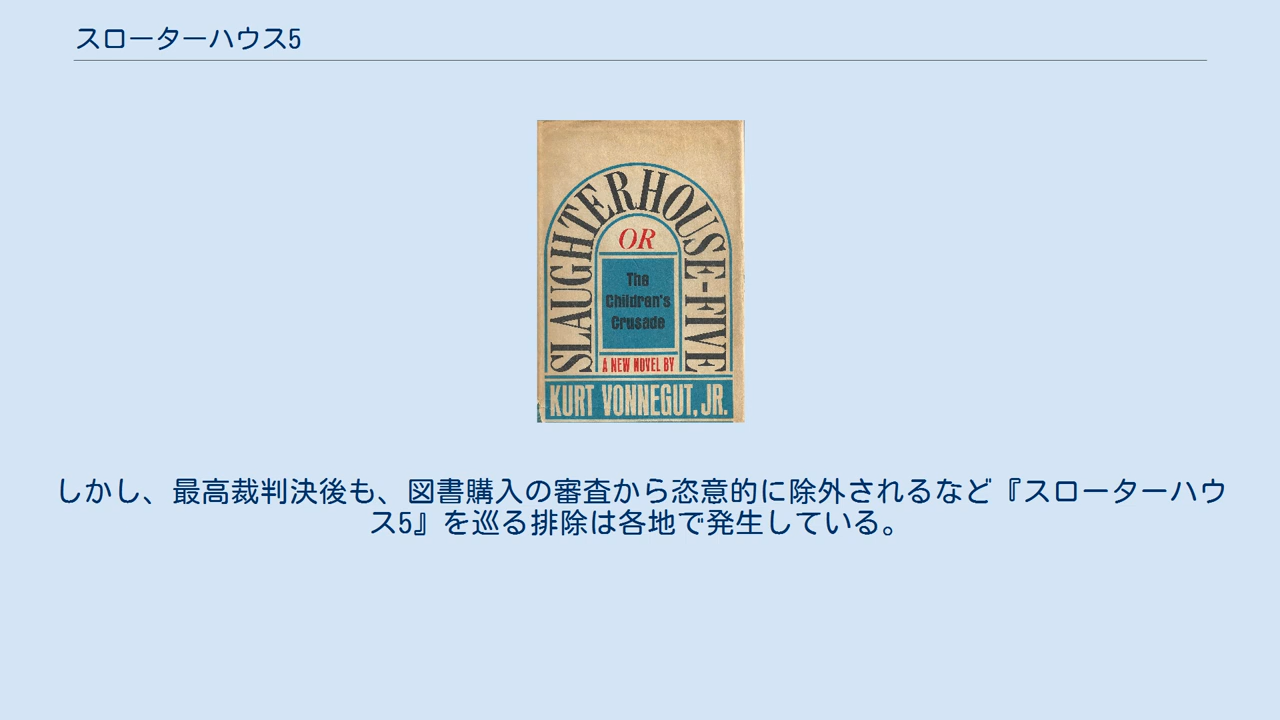 スローターハウス5
SLAUGHTERHOUSE-FIVE
OR
The
Children's
Crusade
A NEW NOVEL BY
KURT VONNEGUT, JR.
しかし、最高裁判決後も、図書購入の審査から恣意的に除外されるなど『スローターハウ
ス5』を巡る排除は各地で発生している。